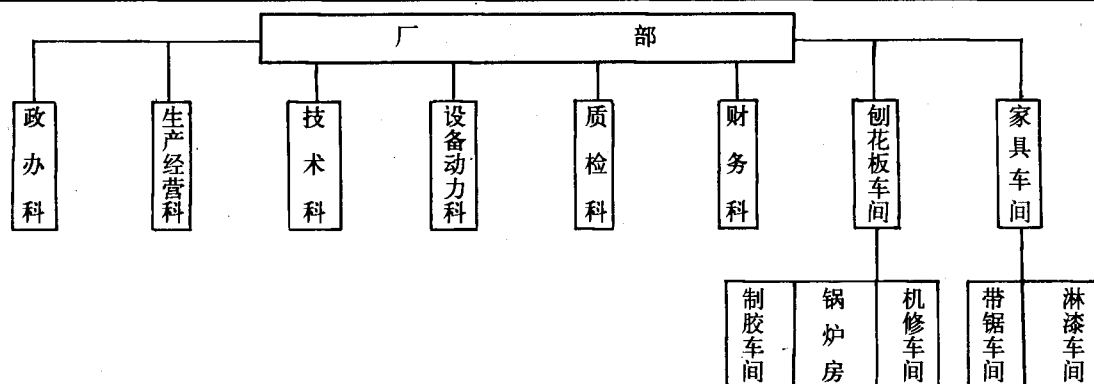 厂部
政办科
生产经营科
技术科
设备动力科
质检科
财务科
刨花板车间
家具车间
制胶车间
锅炉房
机修车间
带锯车间
淋漆车间